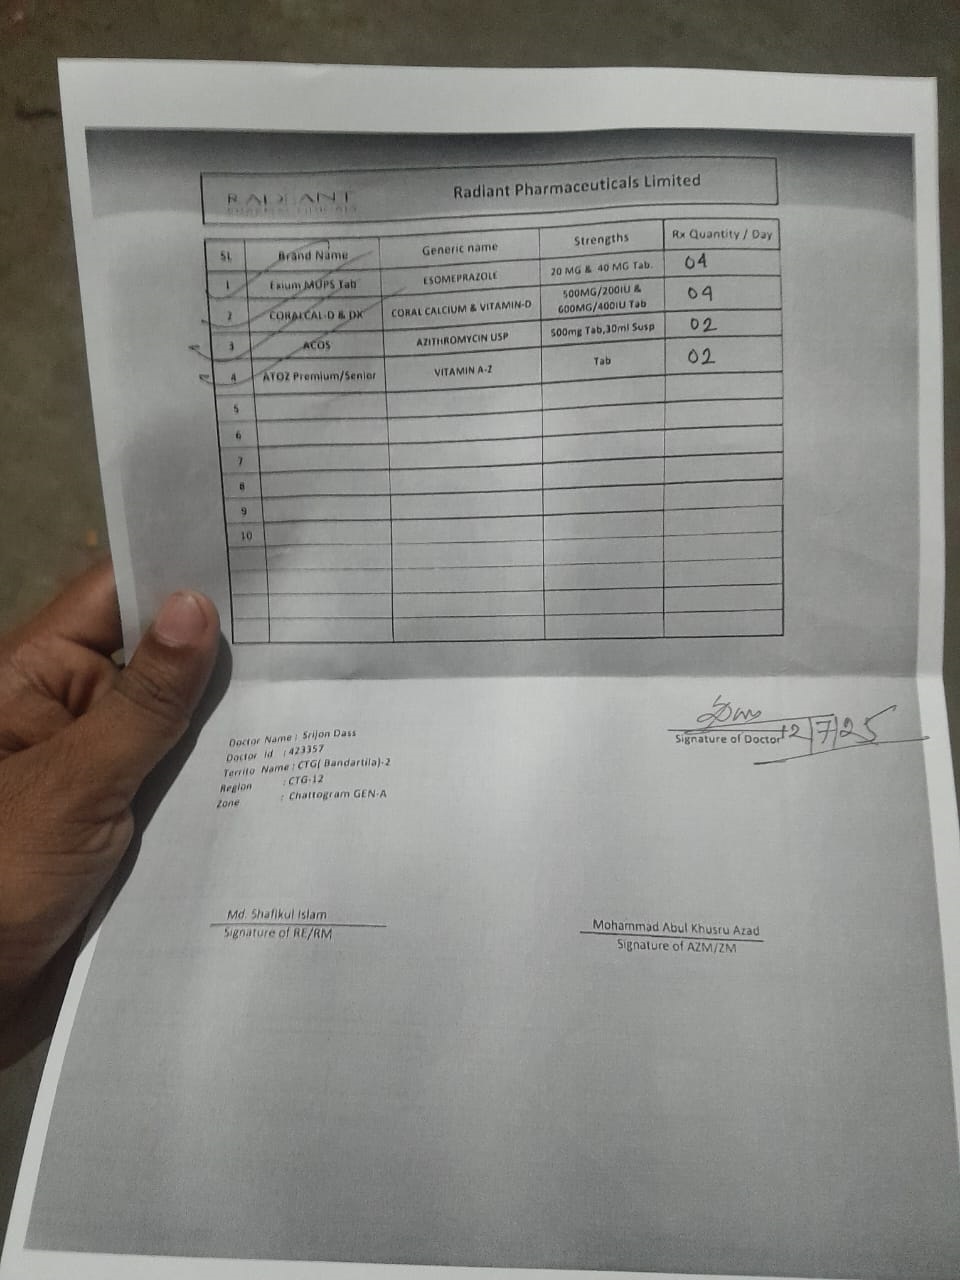 RADIANT
PHARMACEUTICALS
Radiant Pharmaceuticals Limited
SL Brand Name Generic name Strengths Rx Quantity / Day
1 Exium MUPS Tab ESOMEPRAZOLE 20 MG & 40 MG Tab. 04
2 CORALCAL-D & DX CORAL CALCIUM & VITAMIN-D 500MG/200IU & 600MG/400IU Tab 04
3 ACOS AZITHROMYCIN USP 500mg Tab,30ml Susp 02
4 ATOZ Premium/Senior VITAMIN A-Z Tab 02
5
6
7
8
9
10
12/7/25
Signature of Doctor
Doctor Name : Srijon Dass
Doctor Id : 423357
Territo Name : CTG( Bandartila)-2
Region : CTG-12
Zone : Chattogram GEN-A
Md. Shafikul Islam
Signature of RE/RM
Mohammad Abul Khusru Azad
Signature of AZM/ZM